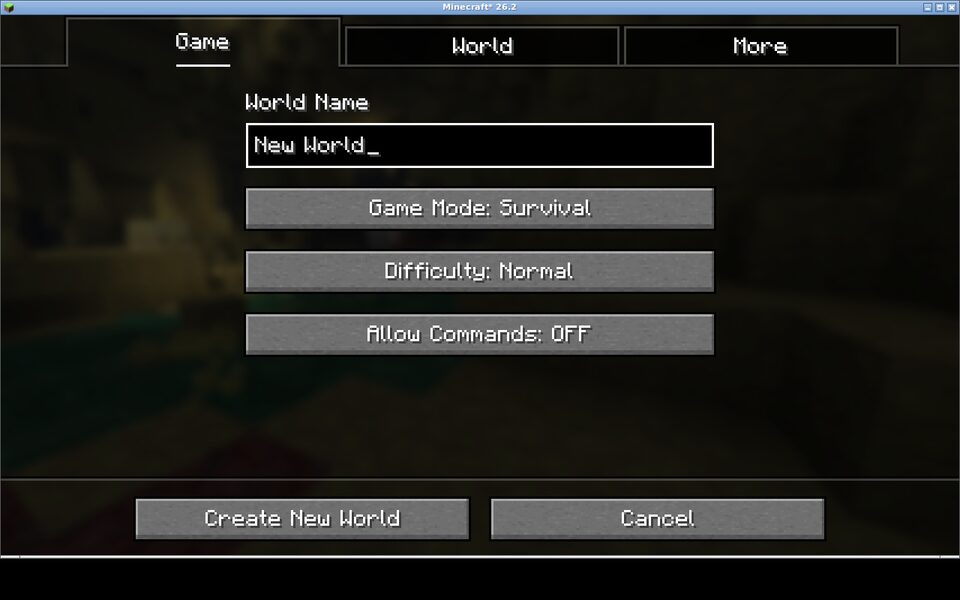 Minecraft* 26.2
Game
World
More
World Name
New World_
Game Mode: Survival
Difficulty: Normal
Allow Commands: OFF
Create New World
Cancel